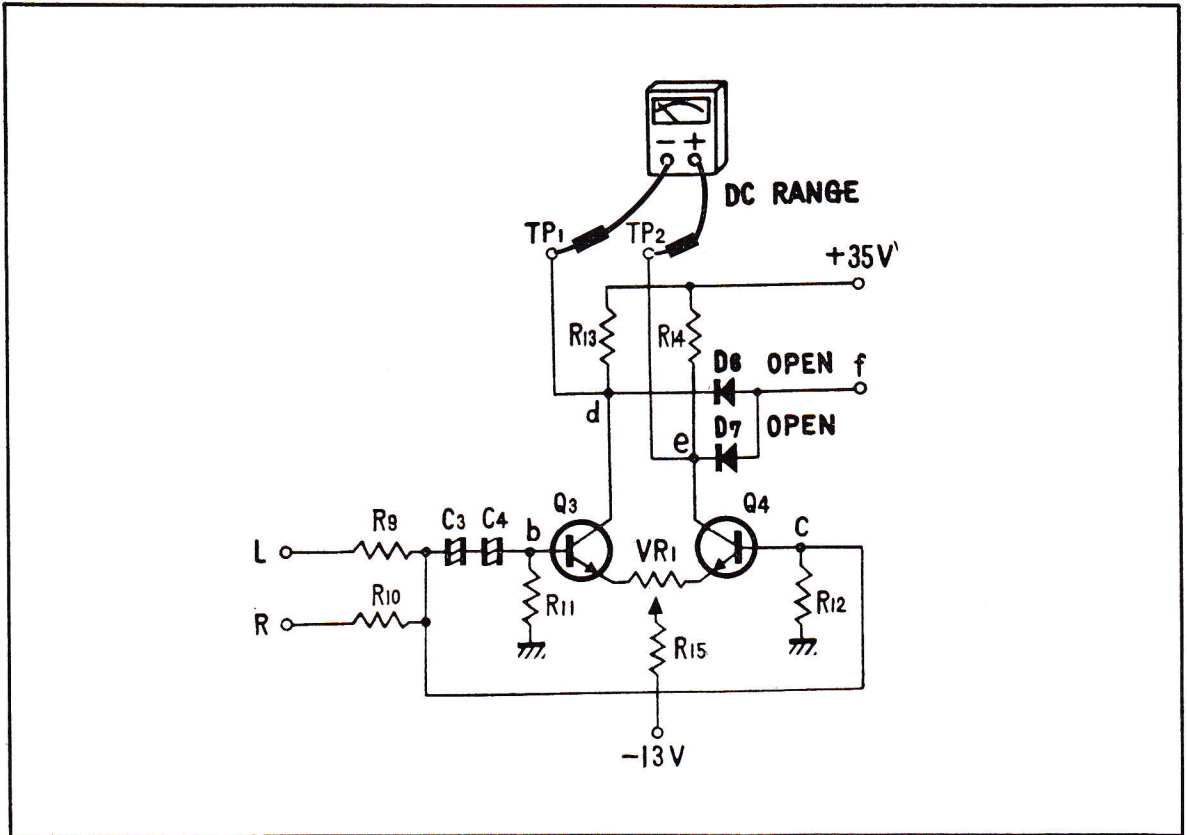 − +
DC RANGE
TP1 TP2
+35V
R13 R14
D6 OPEN f
d
D7 OPEN
e
Q3 Q4
R9 C3 C4 b VR1 C
L
R10 R11 R12
R
R15
−13V